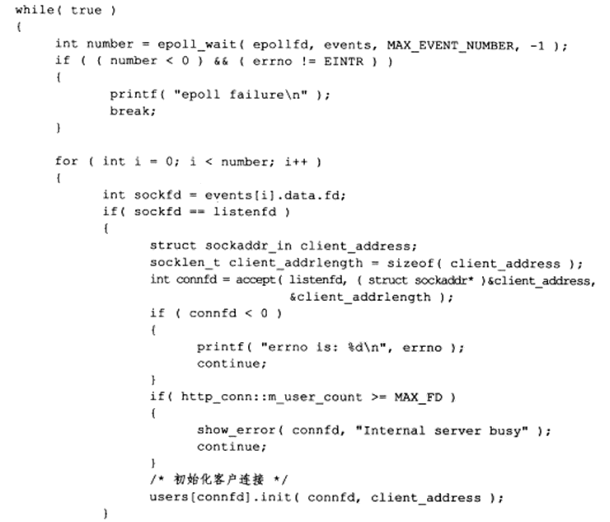 while( true )
{
int number = epoll_wait( epollfd, events, MAX_EVENT_NUMBER, -1 );
if ( ( number < 0 ) && ( errno != EINTR ) )
{
printf( "epoll failure\n" );
break;
}
for ( int i = 0; i < number; i++ )
{
int sockfd = events[i].data.fd;
if( sockfd == listenfd )
{
struct sockaddr_in client_address;
socklen_t client_addrlength = sizeof( client_address );
int connfd = accept( listenfd, ( struct sockaddr* )&client_address,
&client_addrlength );
if ( connfd < 0 )
{
printf( "errno is: %d\n", errno );
continue;
}
if( http_conn::m_user_count >= MAX_FD )
{
show_error( connfd, "Internal server busy" );
continue;
}
/* 初始化客户连接 */
users[connfd].init( connfd, client_address );
}